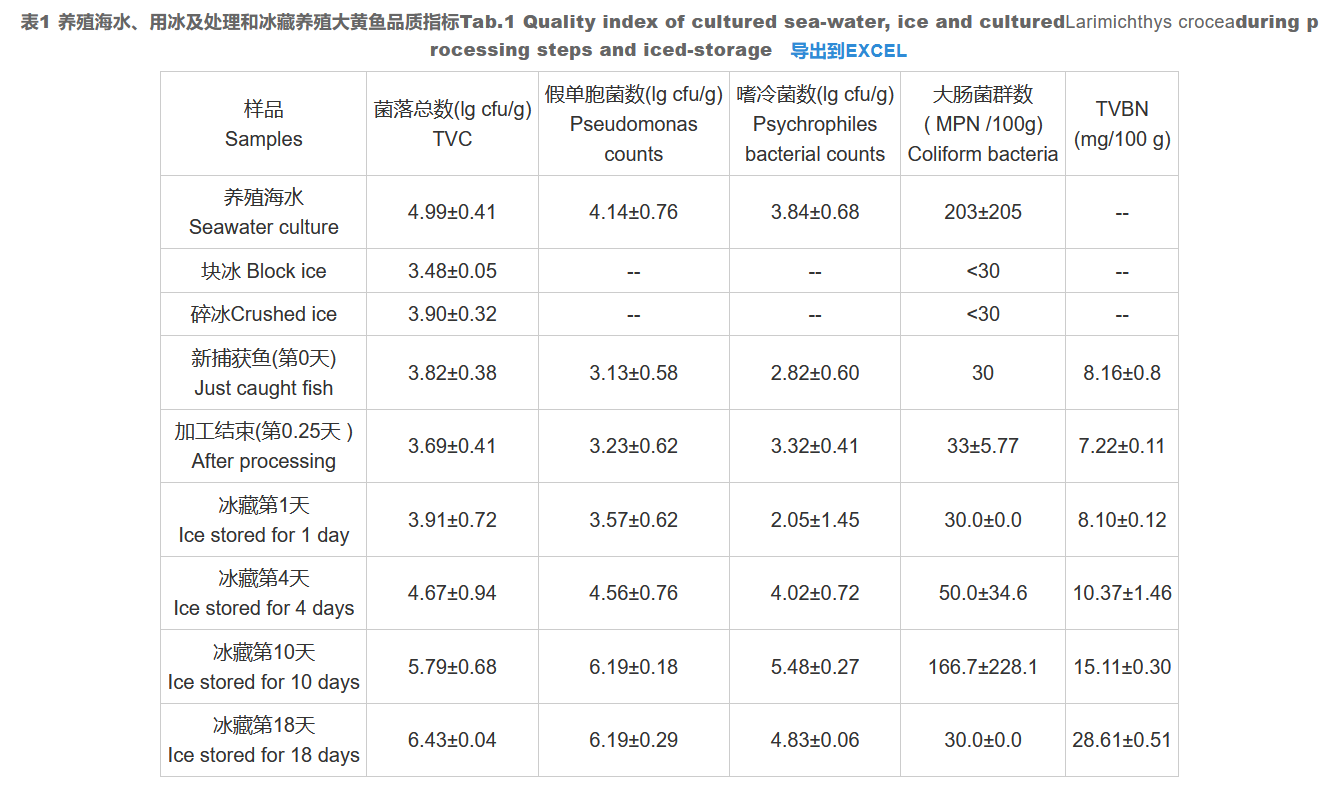 表1 养殖海水、用冰及处理和冰藏养殖大黄鱼品质指标Tab.1 Quality index of cultured sea-water, ice and culturedLarimichthys croceaduring p
rocessing steps and iced-storage 导出到EXCEL
样品
Samples
菌落总数(lg cfu/g)
TVC
假单胞菌数(lg cfu/g)
Pseudomonas
counts
嗜冷菌数(lg cfu/g)
Psychrophiles
bacterial counts
大肠菌群数
( MPN /100g)
Coliform bacteria
TVBN
(mg/100 g)
养殖海水
Seawater culture
4.99±0.41
4.14±0.76
3.84±0.68
203±205
--
块冰 Block ice
3.48±0.05
--
--
<30
--
碎冰Crushed ice
3.90±0.32
--
--
<30
--
新捕获鱼(第0天)
Just caught fish
3.82±0.38
3.13±0.58
2.82±0.60
30
8.16±0.8
加工结束(第0.25天 )
After processing
3.69±0.41
3.23±0.62
3.32±0.41
33±5.77
7.22±0.11
冰藏第1天
Ice stored for 1 day
3.91±0.72
3.57±0.62
2.05±1.45
30.0±0.0
8.10±0.12
冰藏第4天
Ice stored for 4 days
4.67±0.94
4.56±0.76
4.02±0.72
50.0±34.6
10.37±1.46
冰藏第10天
Ice stored for 10 days
5.79±0.68
6.19±0.18
5.48±0.27
166.7±228.1
15.11±0.30
冰藏第18天
Ice stored for 18 days
6.43±0.04
6.19±0.29
4.83±0.06
30.0±0.0
28.61±0.51